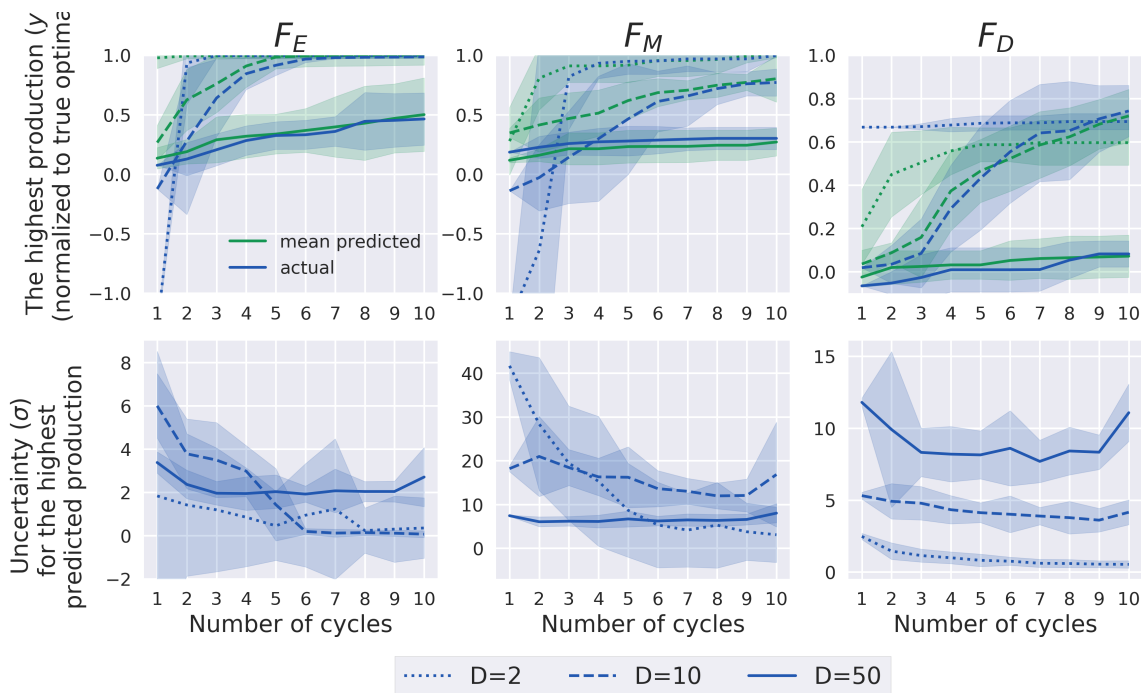 F_E
F_M
F_D
The highest production (y
(normalized to true optima
1.0
0.5
0.0
−0.5
−1.0
mean predicted
actual
1 2 3 4 5 6 7 8 9 10
1.0
0.5
0.0
−0.5
−1.0
1 2 3 4 5 6 7 8 9 10
1.0
0.8
0.6
0.4
0.2
0.0
1 2 3 4 5 6 7 8 9 10
Uncertainty (σ)
for the highest
predicted production
8
6
4
2
0
−2
1 2 3 4 5 6 7 8 9 10
Number of cycles
40
30
20
10
0
1 2 3 4 5 6 7 8 9 10
Number of cycles
15
10
5
0
1 2 3 4 5 6 7 8 9 10
Number of cycles
D=2 D=10 D=50